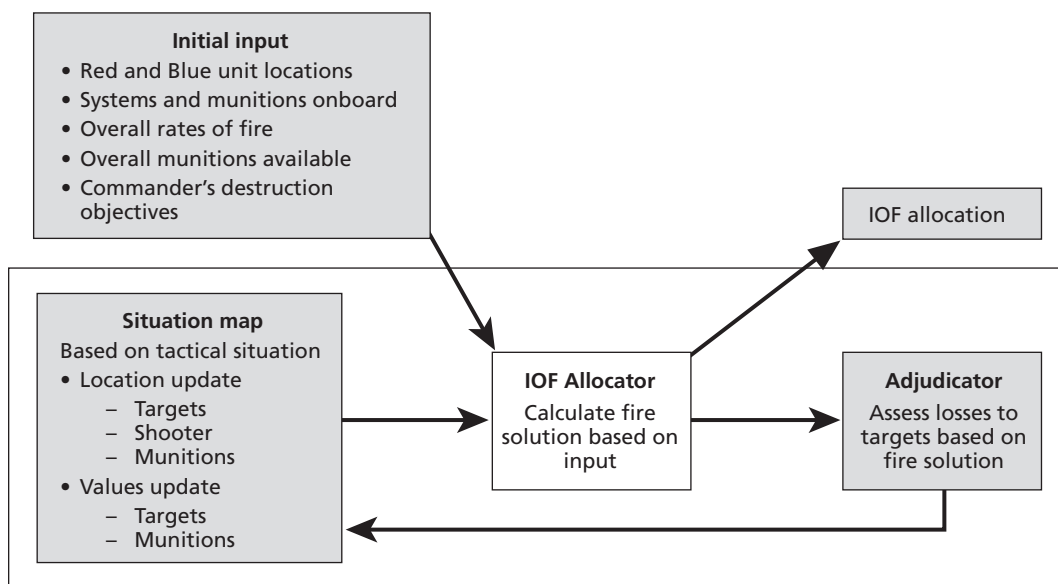 Initial input
• Red and Blue unit locations
• Systems and munitions onboard
• Overall rates of fire
• Overall munitions available
• Commander’s destruction
objectives
IOF allocation
Situation map
Based on tactical situation
• Location update
– Targets
– Shooter
– Munitions
• Values update
– Targets
– Munitions
IOF Allocator
Calculate fire
solution based on
input
Adjudicator
Assess losses to
targets based on
fire solution